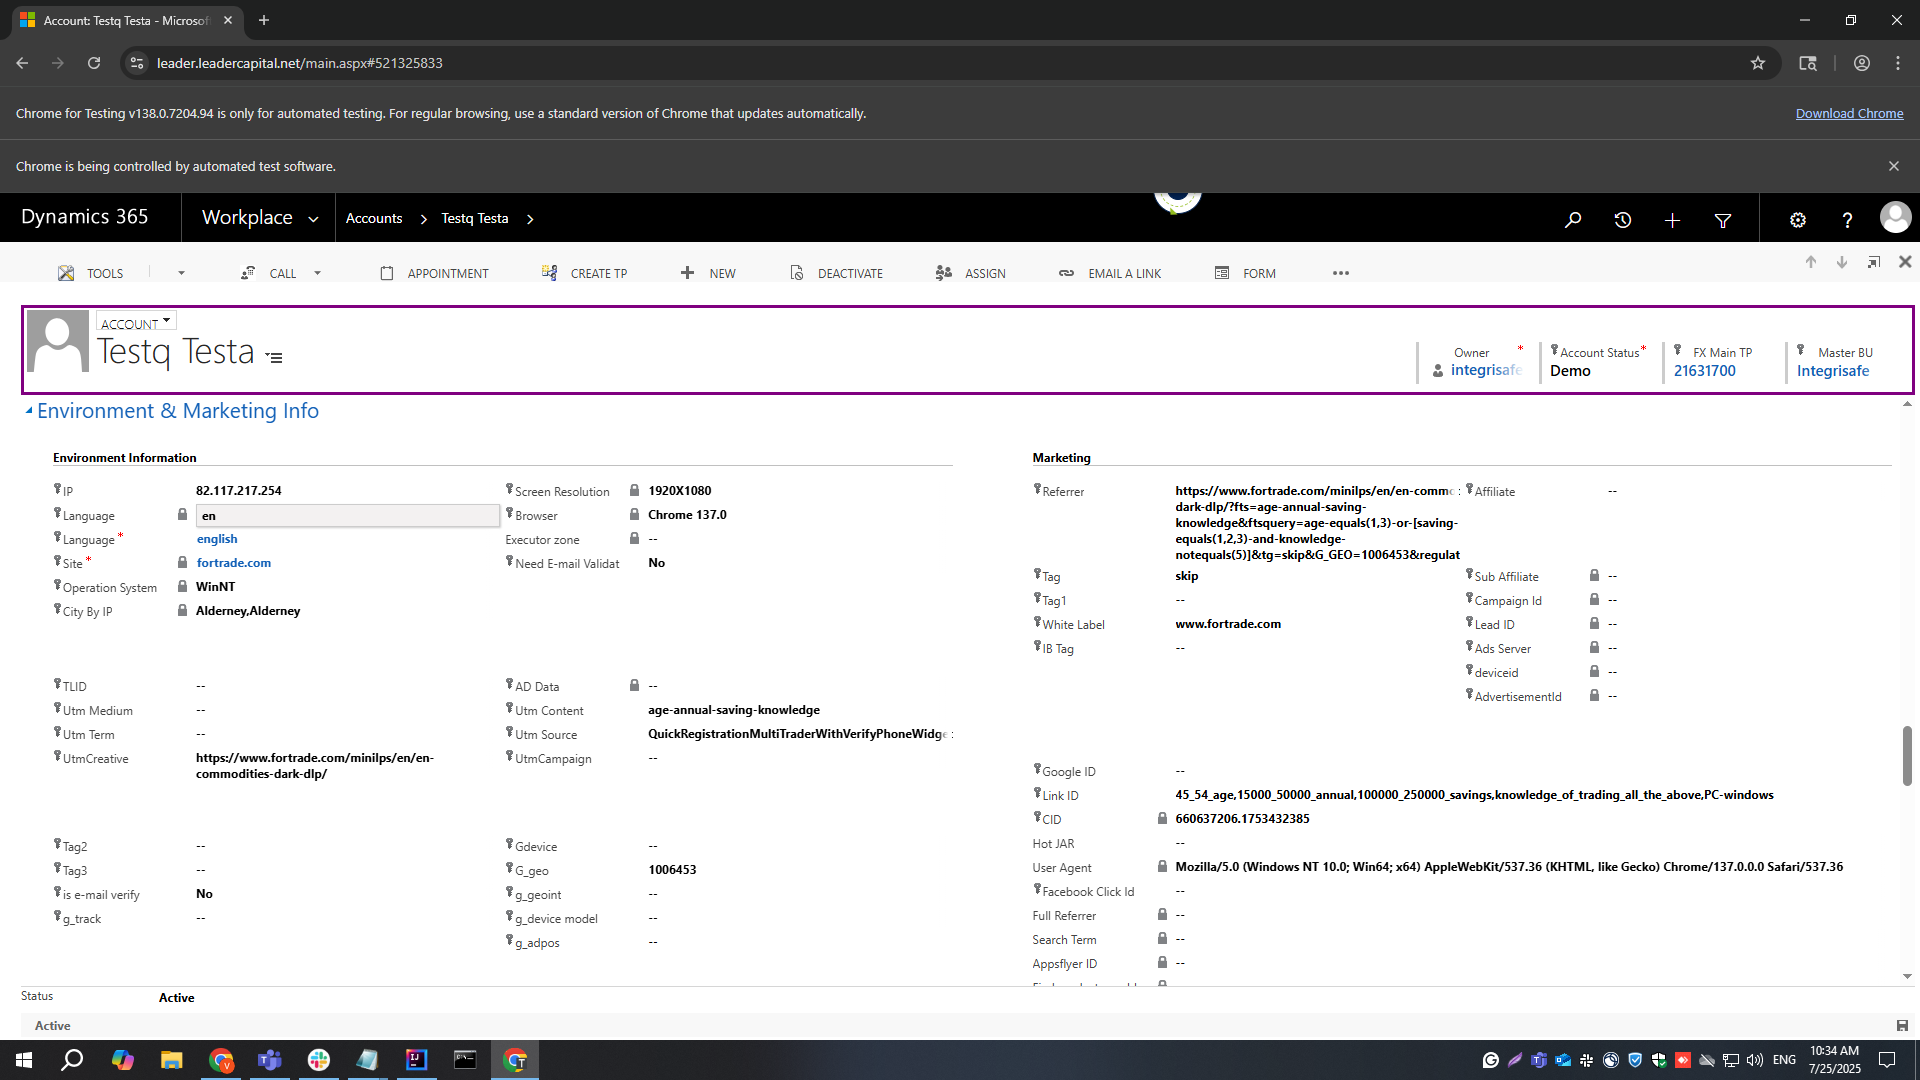 Account: Testq Testa - Microsof
leader.leadercapital.net/main.aspx#521325833
Chrome for Testing v138.0.7204.94 is only for automated testing. For regular browsing, use a standard version of Chrome that updates automatically.
Download Chrome
Chrome is being controlled by automated test software.
Dynamics 365
Workplace
Accounts
Testq Testa
TOOLS
CALL
APPOINTMENT
CREATE TP
NEW
DEACTIVATE
ASSIGN
EMAIL A LINK
FORM
ACCOUNT
Testq Testa
Owner *
integrisafe
Account Status *
Demo
FX Main TP
21631700
Master BU
Integrisafe
Environment & Marketing Info
Environment Information
IP 82.117.217.254
Language en
Language * english
Site * fortrade.com
Operation System WinNT
City By IP Alderney,Alderney
Screen Resolution 1920X1080
Browser Chrome 137.0
Executor zone --
Need E-mail Validat No
TLID --
Utm Medium --
Utm Term --
UtmCreative https://www.fortrade.com/minilps/en/en-
commodities-dark-dlp/
AD Data --
Utm Content age-annual-saving-knowledge
Utm Source QuickRegistrationMultiTraderWithVerifyPhoneWidge
UtmCampaign --
Tag2 --
Tag3 --
is e-mail verify No
g_track --
Gdevice --
G_geo 1006453
g_geoint --
g_device model --
g_adpos --
Marketing
Referrer https://www.fortrade.com/minilps/en/en-commo
dark-dlp/?fts=age-annual-saving-
knowledge&ftsquery=age-equals(1,3)-or-[saving-
equals(1,2,3)-and-knowledge-
notequals(5)]&tg=skip&G_GEO=1006453&regulat
Tag skip
Tag1 --
White Label www.fortrade.com
IB Tag --
Affiliate --
Sub Affiliate --
Campaign Id --
Lead ID --
Ads Server --
deviceid --
AdvertisementId --
Google ID --
Link ID 45_54_age,15000_50000_annual,100000_250000_savings,knowledge_of_trading_all_the_above,PC-windows
CID 660637206.1753432385
Hot JAR --
User Agent Mozilla/5.0 (Windows NT 10.0; Win64; x64) AppleWebKit/537.36 (KHTML, like Gecko) Chrome/137.0.0.0 Safari/537.36
Facebook Click Id --
Full Referrer --
Search Term --
Appsflyer ID --
Status Active
Active
ENG
10:34 AM
7/25/2025